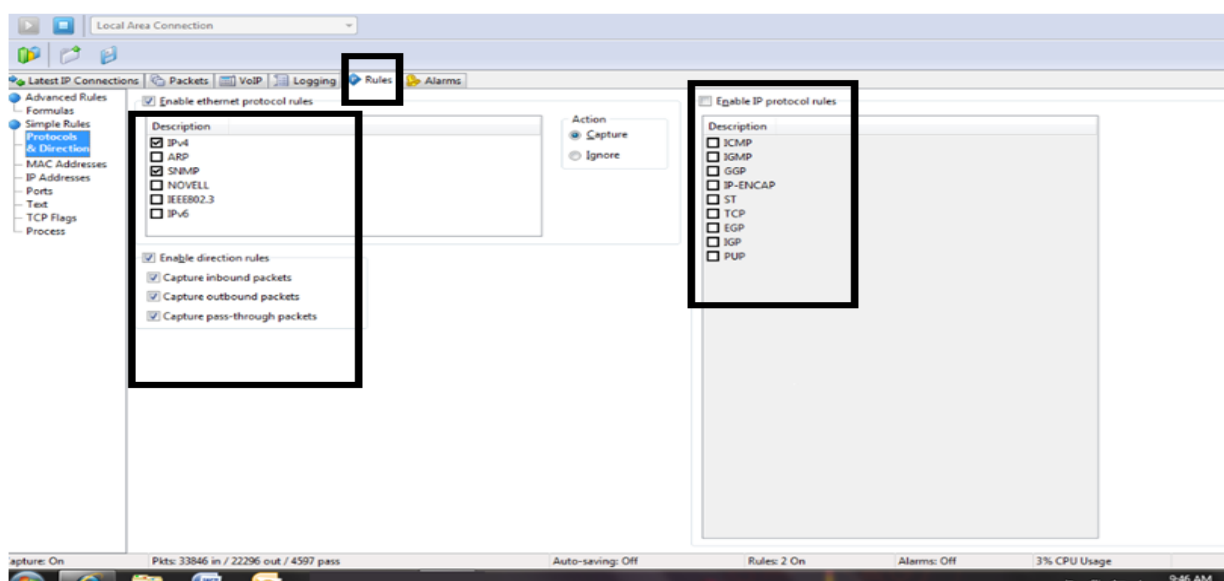 Local Area Connection
Latest IP Connections Packets VoIP Logging Rules Alarms
Advanced Rules
Formulas
Simple Rules
Protocols
& Direction
MAC Addresses
IP Addresses
Ports
Text
TCP Flags
Process
Enable ethernet protocol rules
Description
IPv4
ARP
SNMP
NOVELL
IEEE802.3
IPv6
Action
Capture
Ignore
Enable direction rules
Capture inbound packets
Capture outbound packets
Capture pass-through packets
Enable IP protocol rules
Description
ICMP
IGMP
GGP
IP-ENCAP
ST
TCP
EGP
IGP
PUP
apture: On Pkts: 33846 in / 22296 out / 4597 pass Auto-saving: Off Rules: 2 On Alarms: Off 3% CPU Usage
9:46 AM